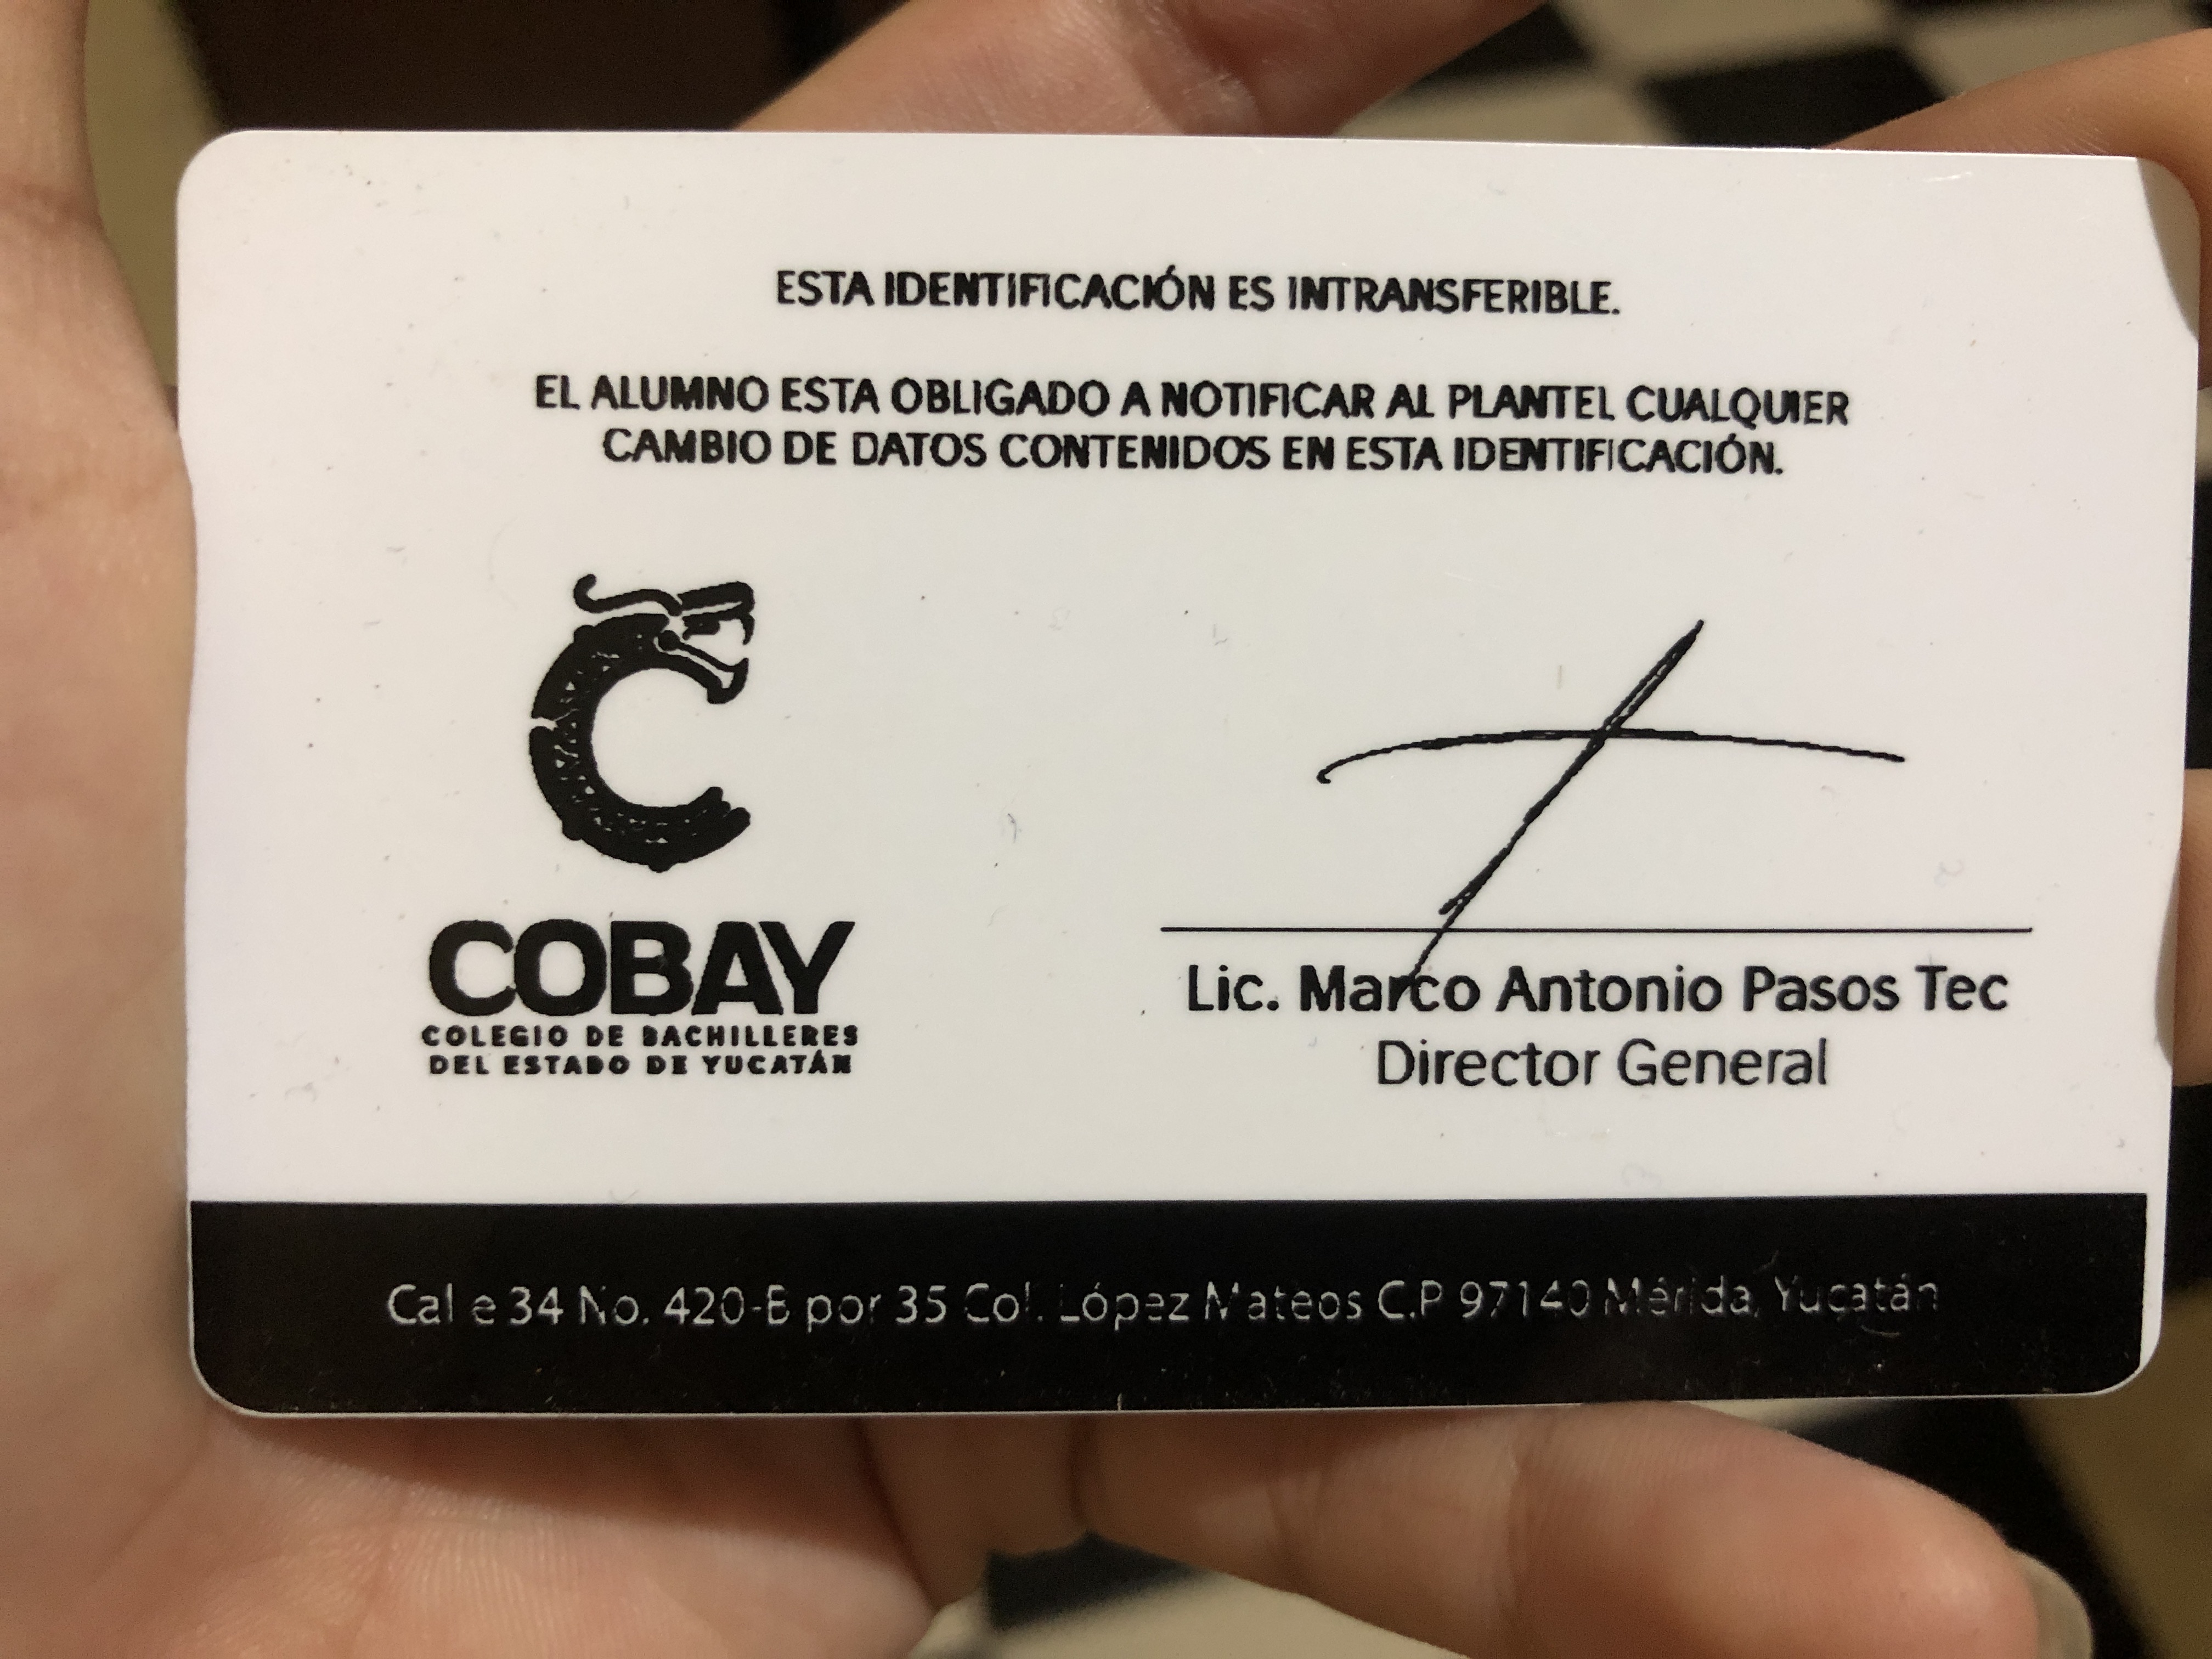 ESTA IDENTIFICACIÓN ES INTRANSFERIBLE.
EL ALUMNO ESTA OBLIGADO A NOTIFICAR AL PLANTEL CUALQUIER
CAMBIO DE DATOS CONTENIDOS EN ESTA IDENTIFICACIÓN.
COBAY
COLEGIO DE BACHILLERES
DEL ESTADO DE YUCATÁN
Lic. Marco Antonio Pasos Tec
Director General
Calle 34 No. 420-B por 35 Col. López Mateos C.P 97140 Mérida, Yucatán